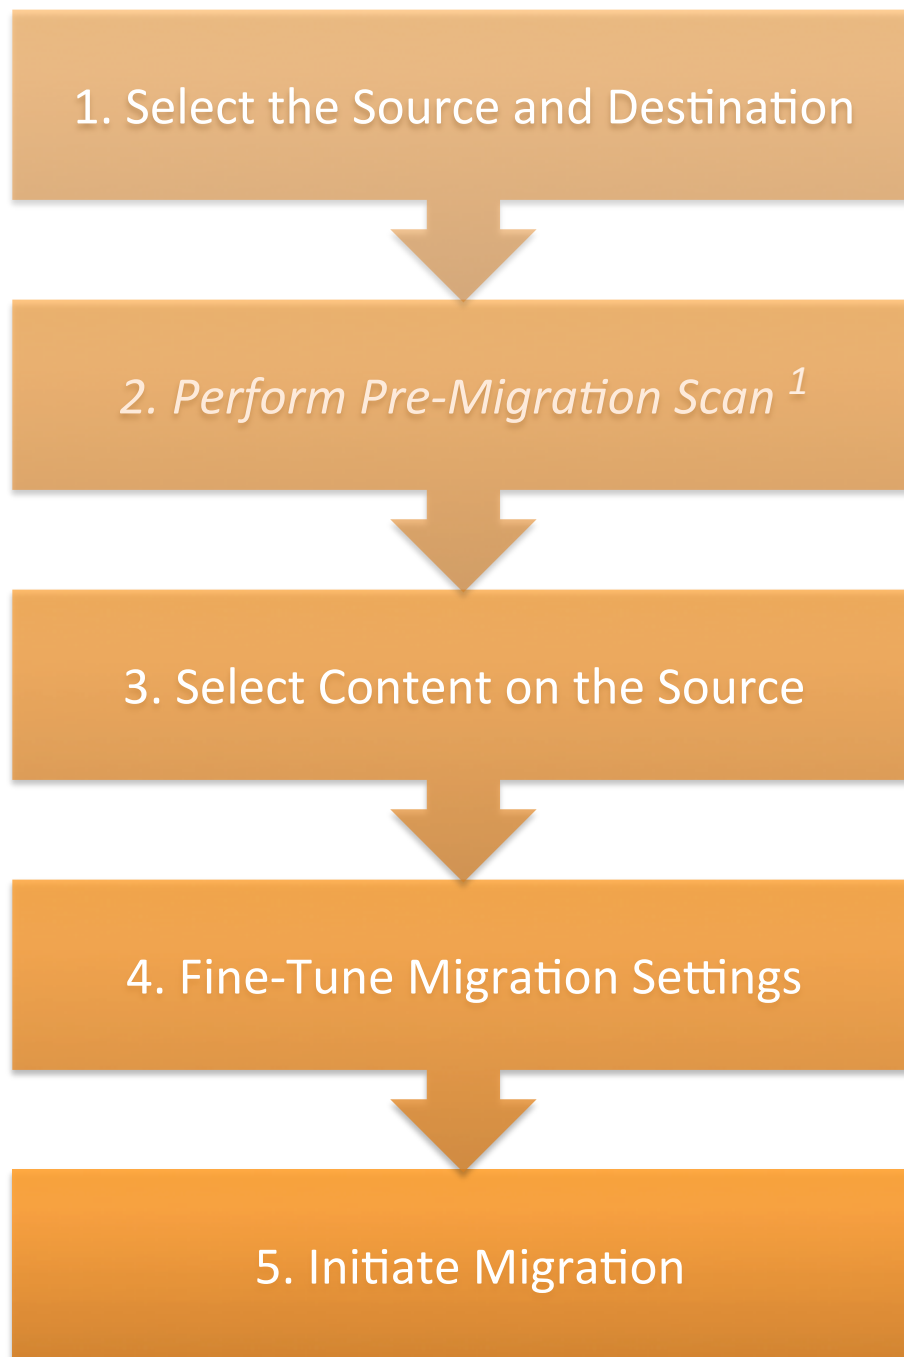 1. Select the Source and Destination
2. Perform Pre-Migration Scan ¹
3. Select Content on the Source
4. Fine-Tune Migration Settings
5. Initiate Migration